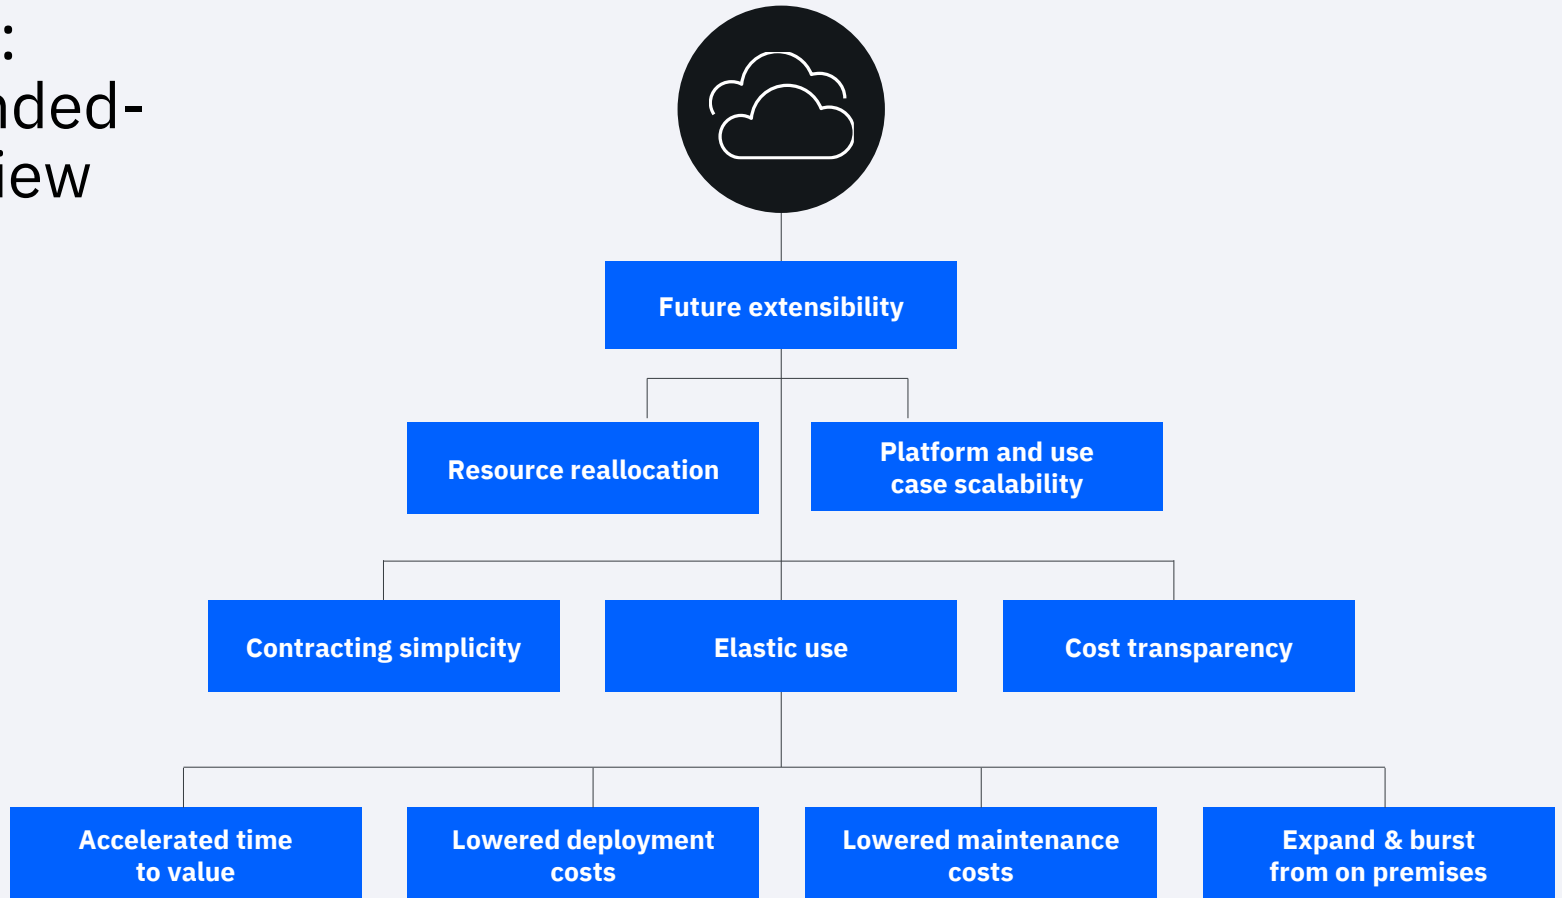 :
nded-
iew
Future extensibility
Resource reallocation
Platform and use
case scalability
Contracting simplicity
Elastic use
Cost transparency
Accelerated time
to value
Lowered deployment
costs
Lowered maintenance
costs
Expand & burst
from on premises